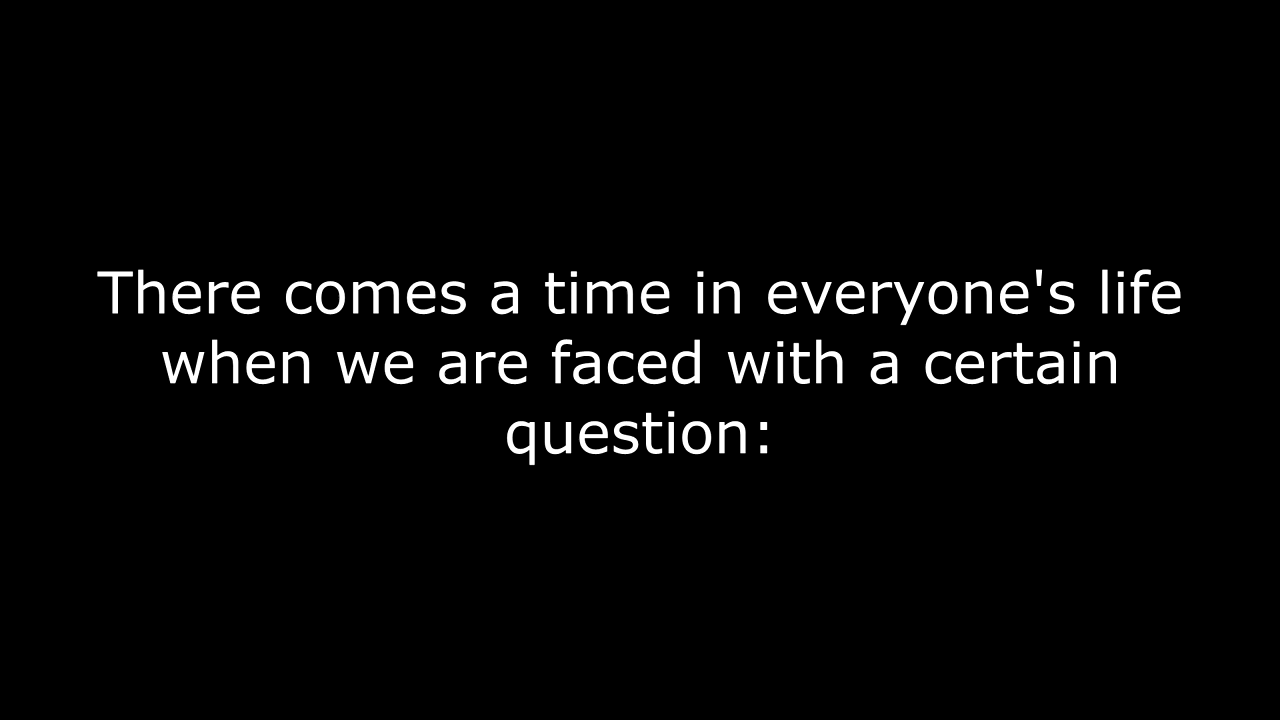 There comes a time in everyone's life
when we are faced with a certain
question: